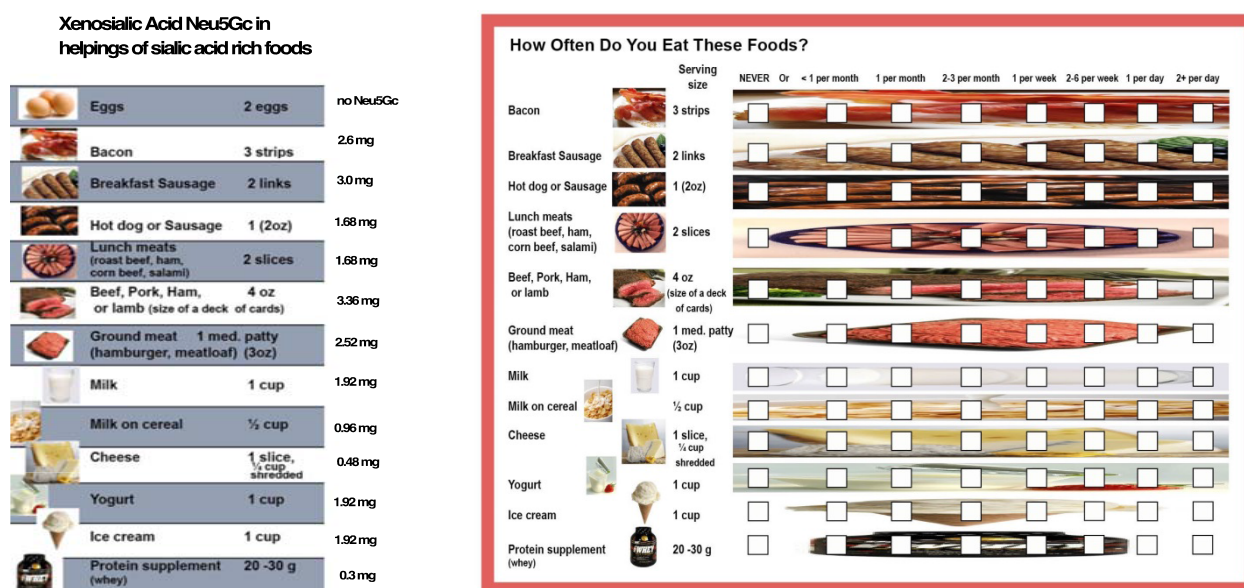 Xenosialic Acid Neu5Gc in
helpings of sialic acid rich foods
Eggs 2 eggs no Neu5Gc
Bacon 3 strips 2.6 mg
Breakfast Sausage 2 links 3.0 mg
Hot dog or Sausage 1 (2oz) 1.68 mg
Lunch meats
(roast beef, ham, 2 slices 1.68 mg
corn beef, salami)
Beef, Pork, Ham, 4 oz
or lamb (size of a deck of cards) 3.36 mg
Ground meat 1 med. patty
(hamburger, meatloaf) (3oz) 2.52 mg
Milk 1 cup 1.92 mg
Milk on cereal ½ cup 0.96 mg
Cheese 1 slice, 0.48 mg
¼ cup
shredded
Yogurt 1 cup 1.92 mg
Ice cream 1 cup 1.92 mg
Protein supplement 20 -30 g
(whey) 0.3 mg
WHEY
How Often Do You Eat These Foods?
Serving
size
NEVER Or < 1 per month 1 per month 2-3 per month 1 per week 2-6 per week 1 per day 2+ per day
Bacon 3 strips
Breakfast Sausage 2 links
Hot dog or Sausage 1 (2oz)
Lunch meats
(roast beef, ham, 2 slices
corn beef, salami)
Beef, Pork, Ham, 4 oz
or lamb (size of a deck
of cards)
Ground meat 1 med. patty
(hamburger, meatloaf) (3oz)
Milk 1 cup
Milk on cereal ½ cup
Cheese 1 slice,
¼ cup
shredded
Yogurt 1 cup
Ice cream 1 cup
Protein supplement 20 -30 g
(whey)
WHEY